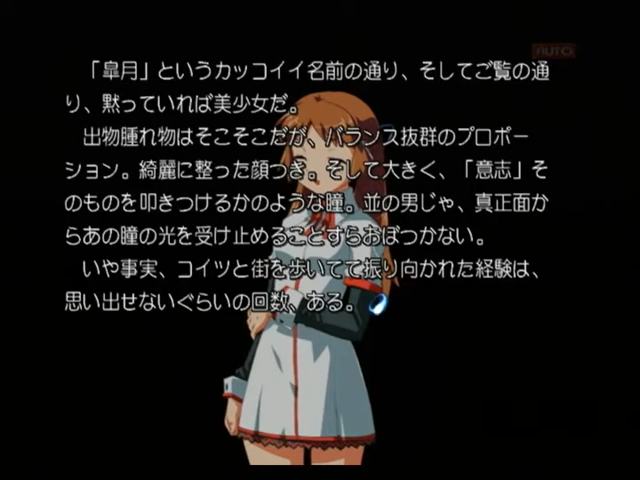 AUTO
「皐月」というカッコイイ名前の通り、そしてご覧の通
り、黙っていれば美少女だ。
出物腫れ物はそこそこだが、バランス抜群のプロポー
ション。綺麗に整った顔つき。そして大きく、「意志」そ
のものを叩きつけるかのような瞳。並の男じゃ、真正面か
らあの瞳の光を受け止めることすらおぼつかない。
いや事実、コイツと街を歩いてて振り向かれた経験は、
思い出せないぐらいの回数、ある。